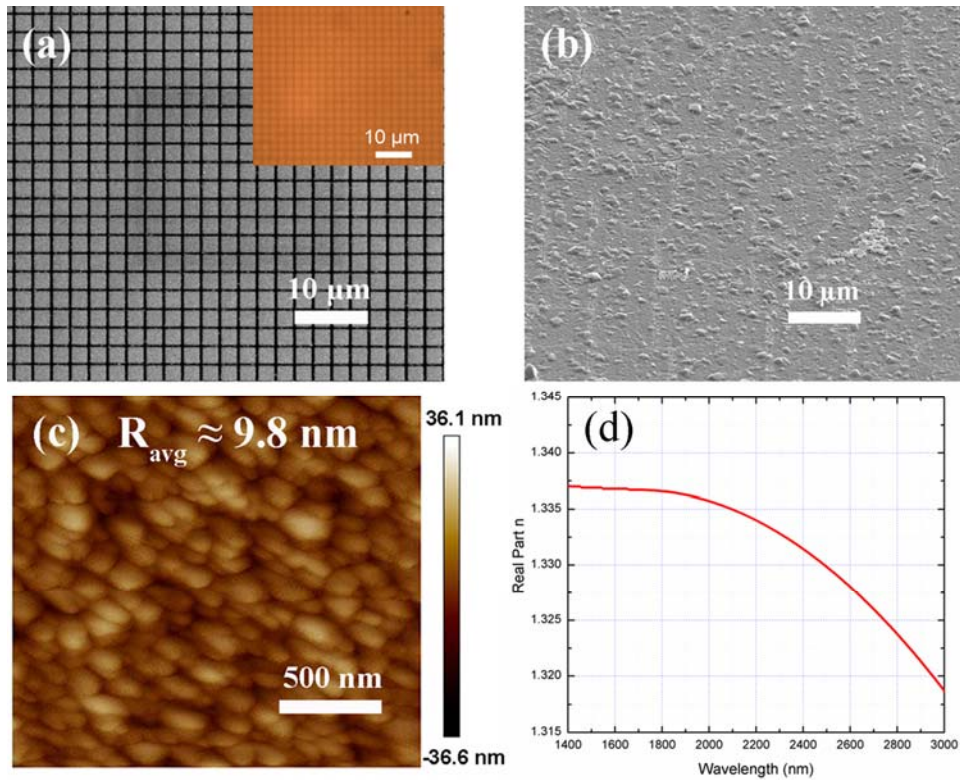 (a)
10 µm
10 µm
(b)
10 µm
(c) R avg ≈ 9.8 nm
500 nm
36.1 nm
-36.6 nm
(d)
1.345
1.340
1.335
1.330
1.325
1.320
1.315
Real Part n
1400 1600 1800 2000 2200 2400 2600 2800 3000
Wavelength (nm)